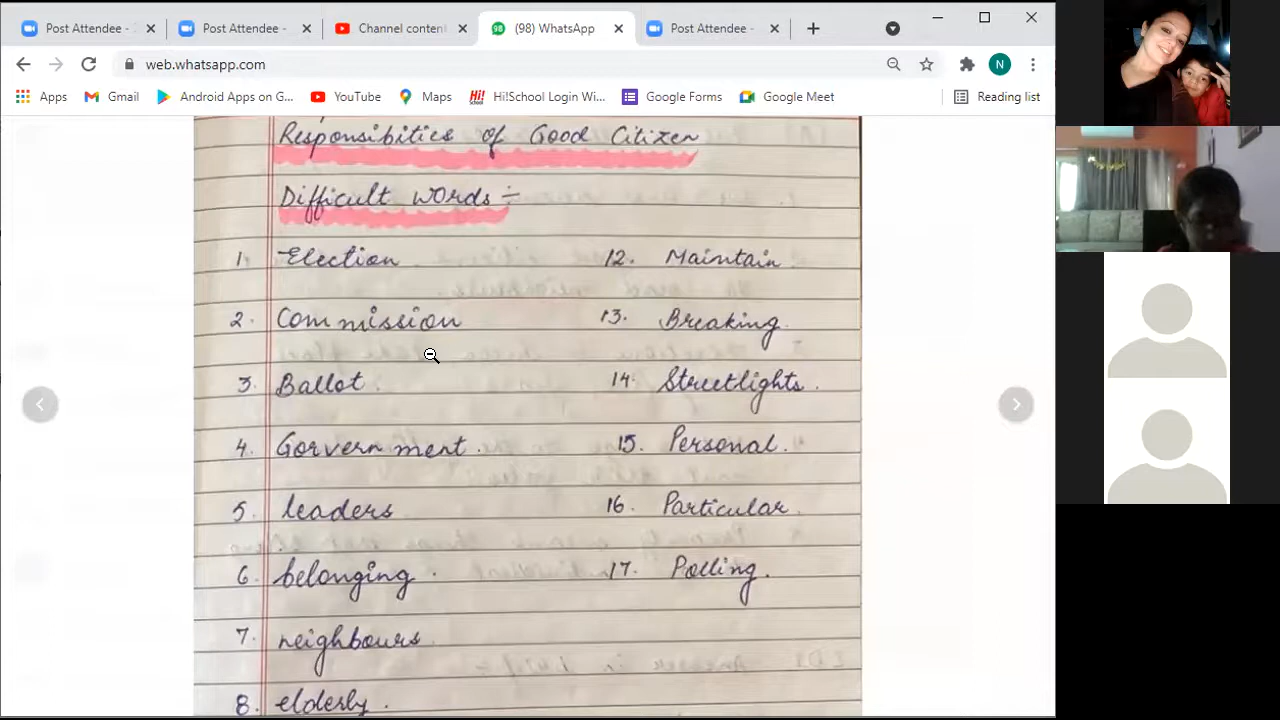 Post Attendee -
Post Attendee -
Channel conten
(98) WhatsApp
Post Attendee -
web.whatsapp.com
N
Apps
Gmail
Android Apps on G...
YouTube
Maps
Hi! School
Hi!School Login Wi...
Google Forms
Google Meet
Reading list
Responsibitics of Good Citizen
Difficult words :-
1. Election
2. Commission
3. Ballot.
4. Gorvernment.
5. leaders
6. belonging.
7. neighbours
8. elderly.
12. Maintain
13. Breaking.
14. Streetlights.
15. Personal.
16. Particular.
17. Polling.